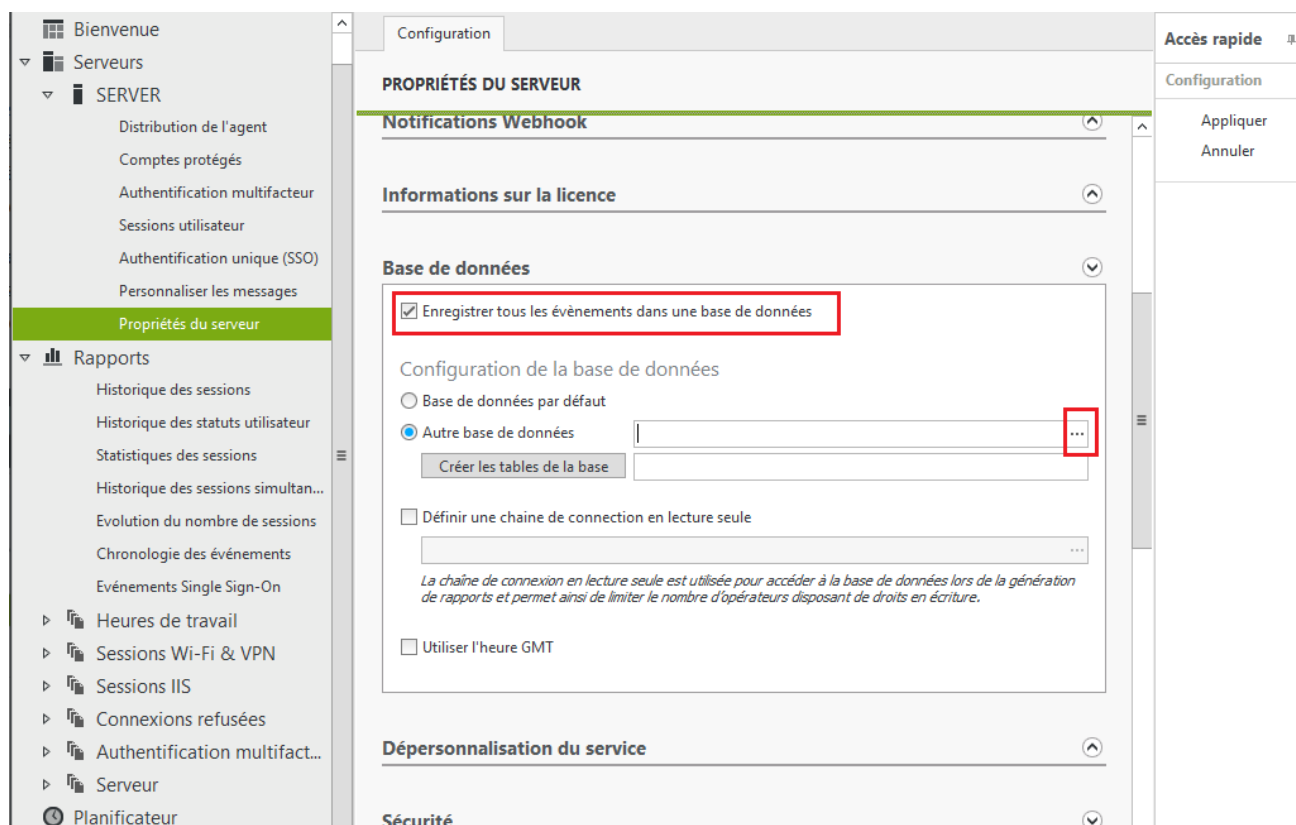 Bienvenue
Serveurs
SERVER
Distribution de l'agent
Comptes protégés
Authentification multifacteur
Sessions utilisateur
Authentification unique (SSO)
Personnaliser les messages
Propriétés du serveur
Rapports
Historique des sessions
Historique des statuts utilisateur
Statistiques des sessions
Historique des sessions simultan...
Evolution du nombre de sessions
Chronologie des événements
Evénements Single Sign-On
Heures de travail
Sessions Wi-Fi & VPN
Sessions IIS
Connexions refusées
Authentification multifact...
Serveur
Planificateur
Configuration
PROPRIÉTÉS DU SERVEUR
Notifications Webhook
Informations sur la licence
Base de données
Enregistrer tous les évènements dans une base de données
Configuration de la base de données
Base de données par défaut
Autre base de données
...
Créer les tables de la base
Définir une chaine de connection en lecture seule
...
La chaîne de connexion en lecture seule est utilisée pour accéder à la base de données lors de la génération
de rapports et permet ainsi de limiter le nombre d'opérateurs disposant de droits en écriture.
Utiliser l'heure GMT
Dépersonnalisation du service
Sécurité
Accès rapide
Configuration
Appliquer
Annuler